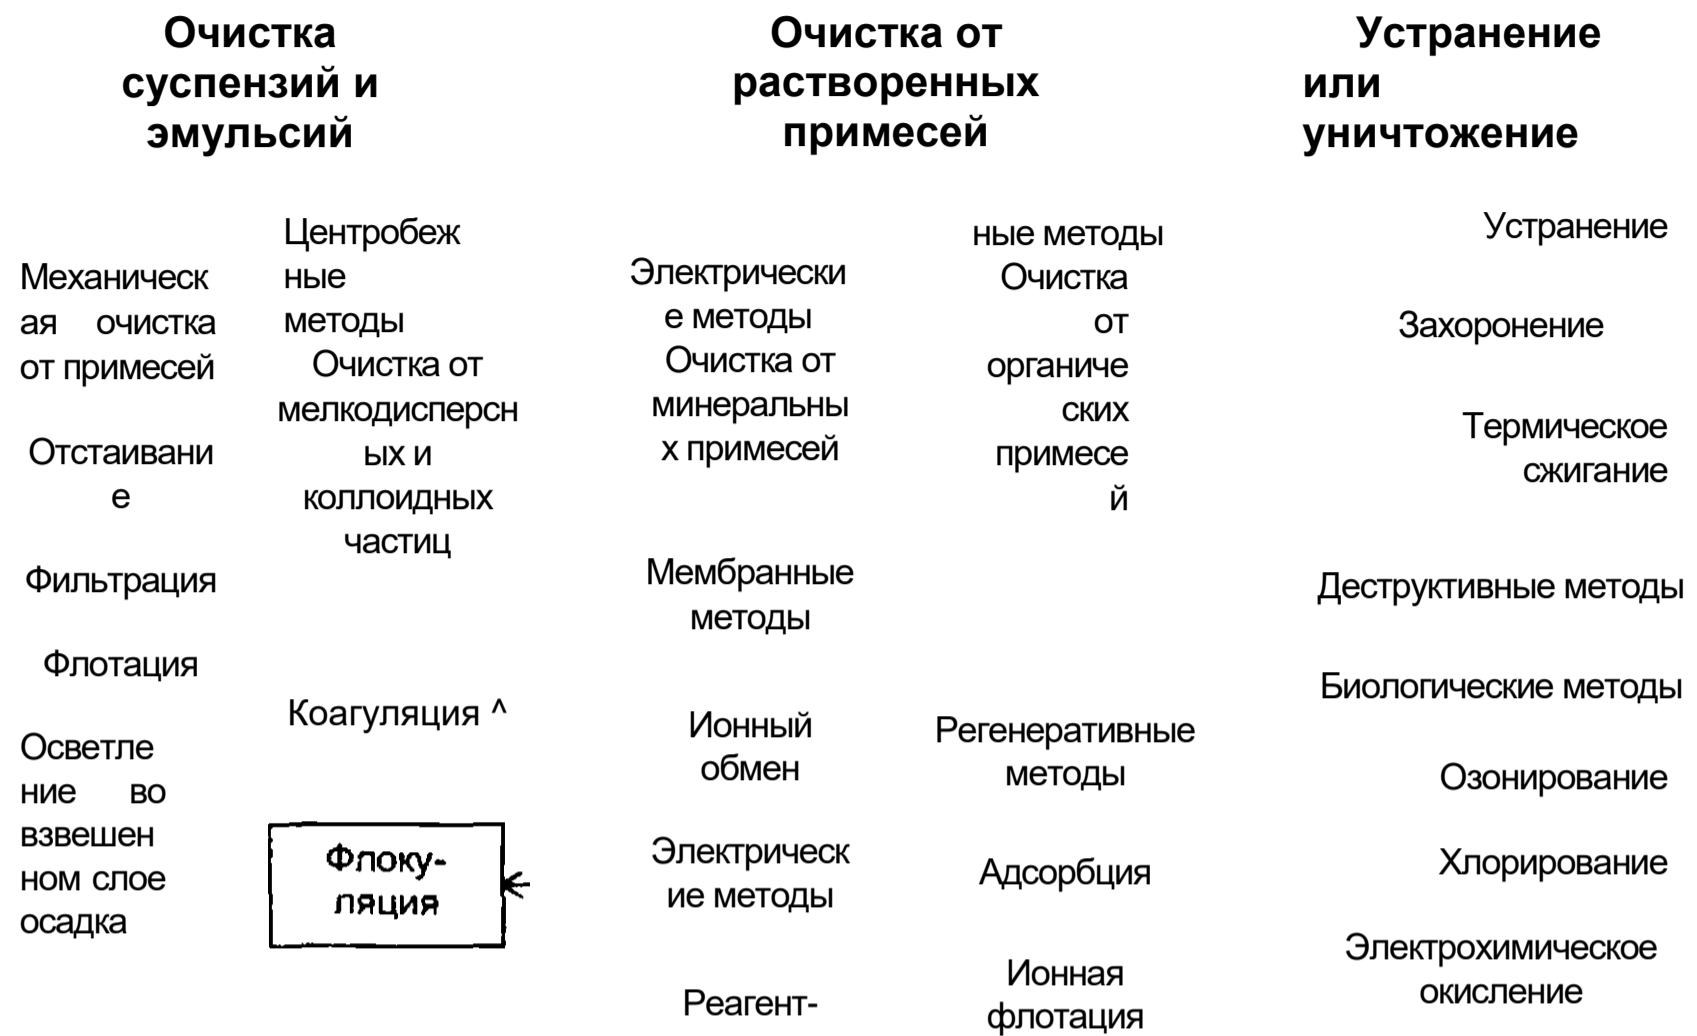 Очистка
суспензий и
эмульсий
Механическ
ая очистка
от примесей
Отстаивани
е
Фильтрация
Флотация
Осветле
ние во
взвешен
ном слое
осадка
Центробеж
ные
методы
Очистка от
мелкодисперсн
ых и
коллоидных
частиц
Коагуляция ^
Флоку-
ляция
Очистка от
растворенных
примесей
Электрически
е методы
Очистка от
минеральны
х примесей
Мембранные
методы
Ионный
обмен
Электрическ
ие методы
Реагент-
ные методы
Очистка
от
органиче
ских
примесе
й
Регенеративные
методы
Адсорбция
Ионная
флотация
Устранение
или
уничтожение
Устранение
Захоронение
Термическое
сжигание
Деструктивные методы
Биологические методы
Озонирование
Хлорирование
Электрохимическое
окисление